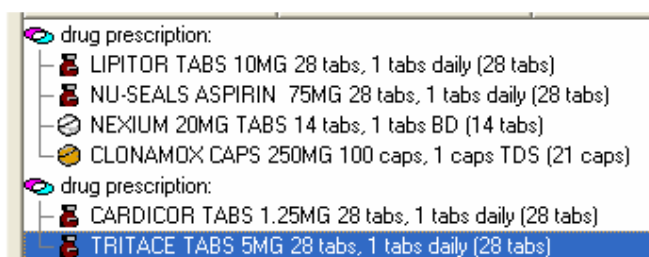 drug prescription:
LIPITOR TABS 10MG 28 tabs, 1 tabs daily (28 tabs)
NU-SEALS ASPIRIN  75MG 28 tabs, 1 tabs daily (28 tabs)
NEXIUM 20MG TABS 14 tabs, 1 tabs BD (14 tabs)
CLONAMOX CAPS 250MG 100 caps, 1 caps TDS (21 caps)
drug prescription:
CARDICOR TABS 1.25MG 28 tabs, 1 tabs daily (28 tabs)
TRITACE TABS 5MG 28 tabs, 1 tabs daily (28 tabs)